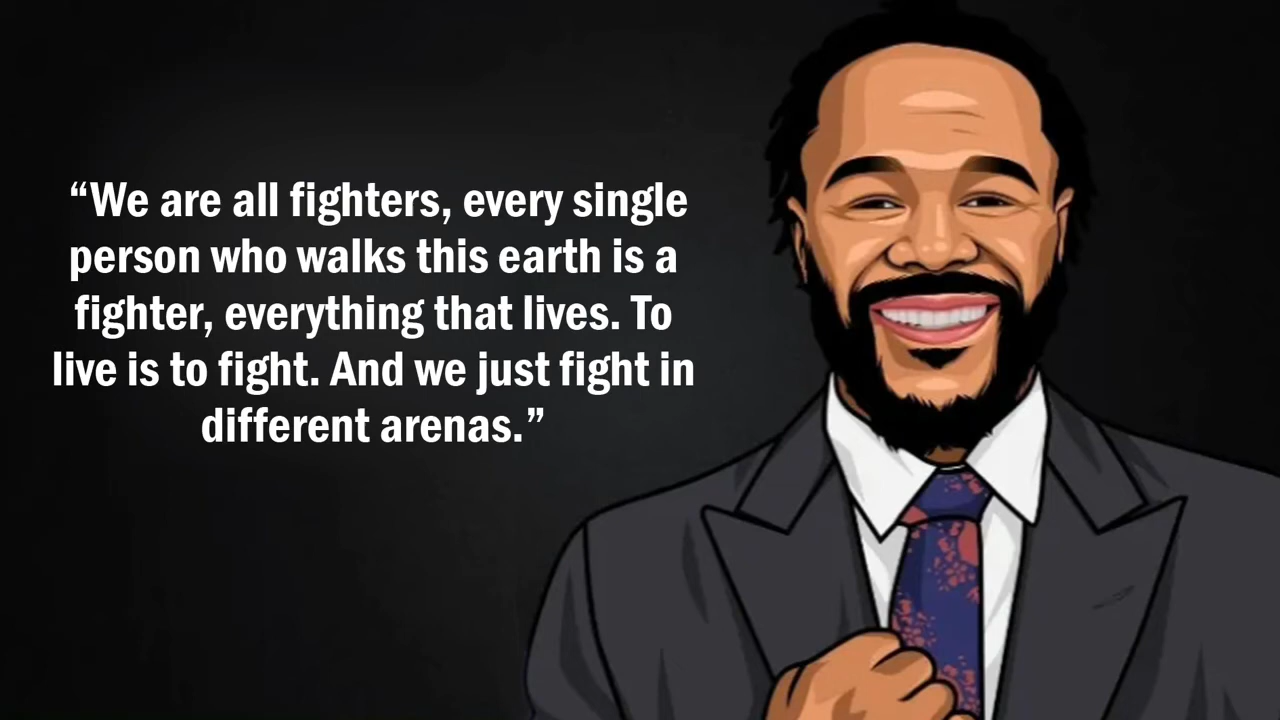 “We are all fighters, every single
person who walks this earth is a
fighter, everything that lives. To
live is to fight. And we just fight in
different arenas.”